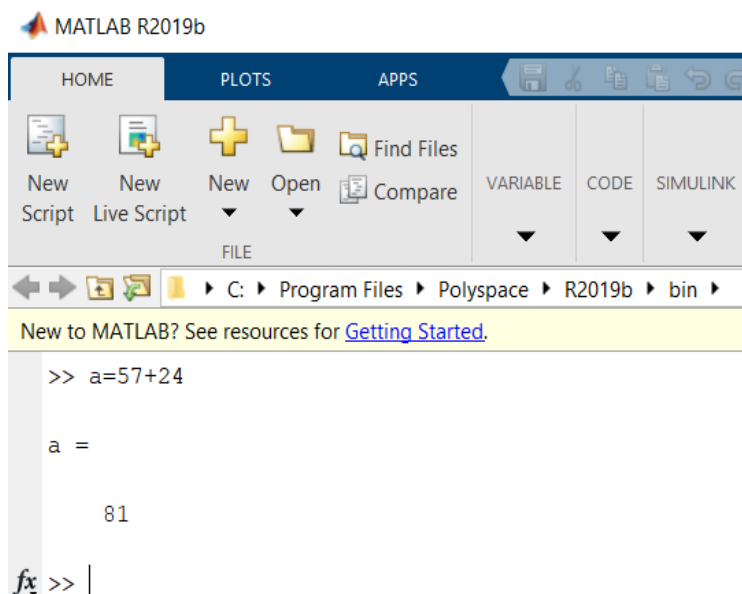 MATLAB R2019b
HOME PLOTS APPS
Find Files
New New New Open Compare VARIABLE CODE SIMULINK
Script Live Script
FILE
C: Program Files Polyspace R2019b bin
New to MATLAB? See resources for Getting Started.
>> a=57+24
a =
81
fx >>